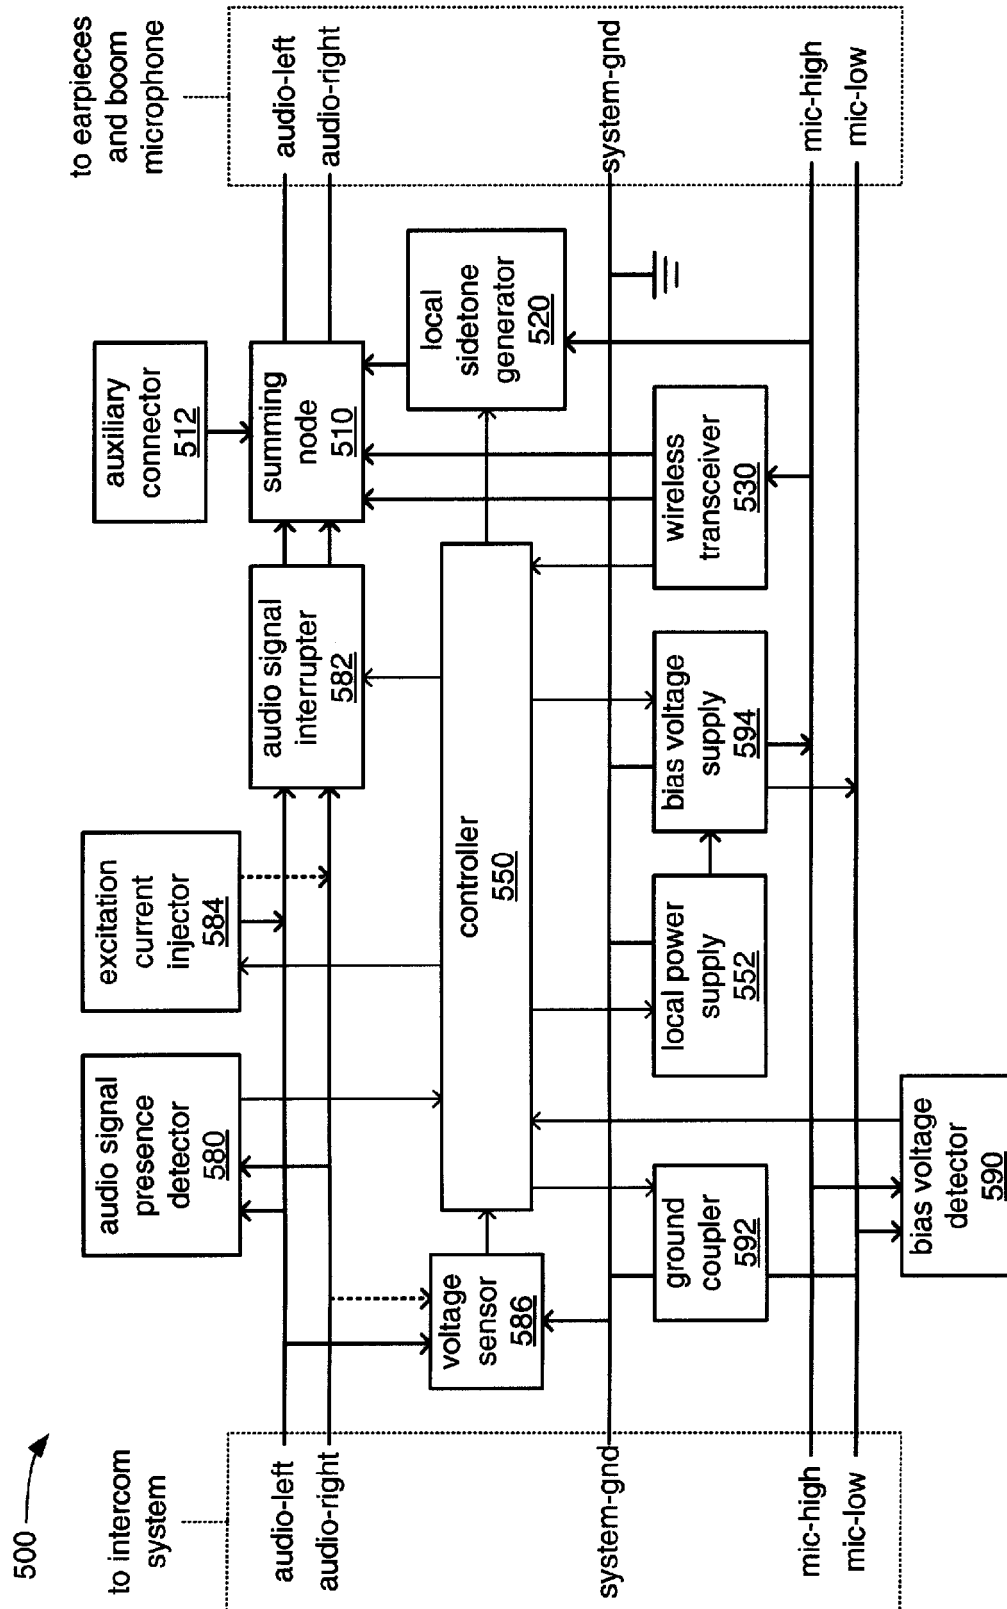 500
to intercom
system
audio-left
audio-right
system-gnd
mic-high
mic-low
audio signal
presence
detector
580
excitation
current
injector
584
audio signal
interrupter
582
auxiliary
connector
512
summing
node
510
voltage
sensor
586
controller
550
local
sidetone
generator
520
ground
coupler
592
local power
supply
552
bias voltage
supply
594
wireless
transceiver
530
bias voltage
detector
590
to earpieces
and boom
microphone
audio-left
audio-right
system-gnd
mic-high
mic-low